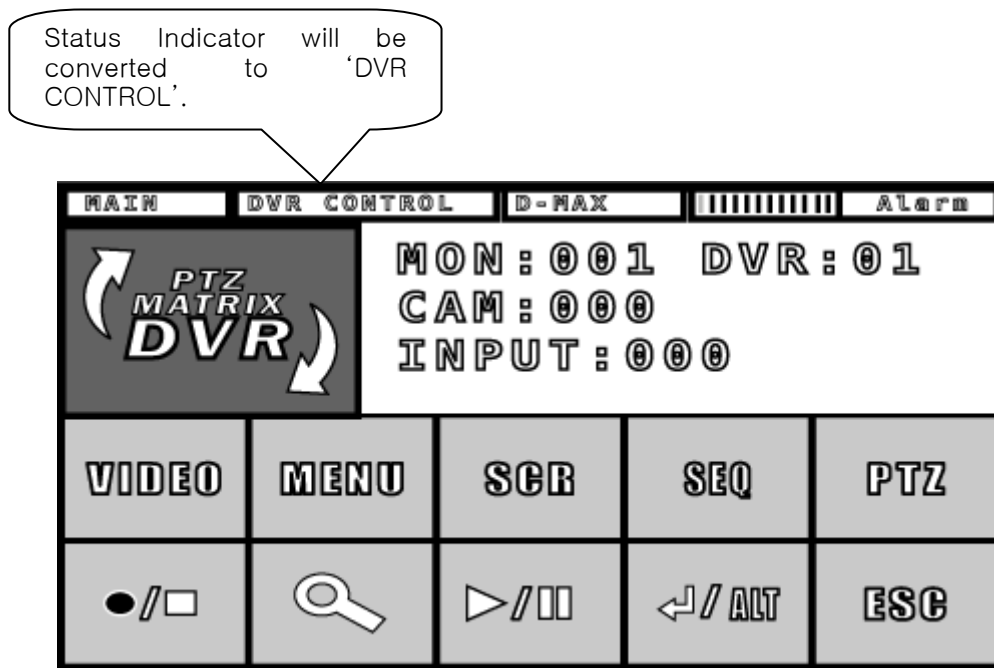 Status Indicator will be
converted to ‘DVR
CONTROL’.
MAIN DVR CONTROL D-MAX Alarm
PTZ
MATRIX
DVR
MON:001 DVR:01
CAM:000
INPUT:000
VIDEO MENU SCR SEQ PTZ
/ / / ALT ESC